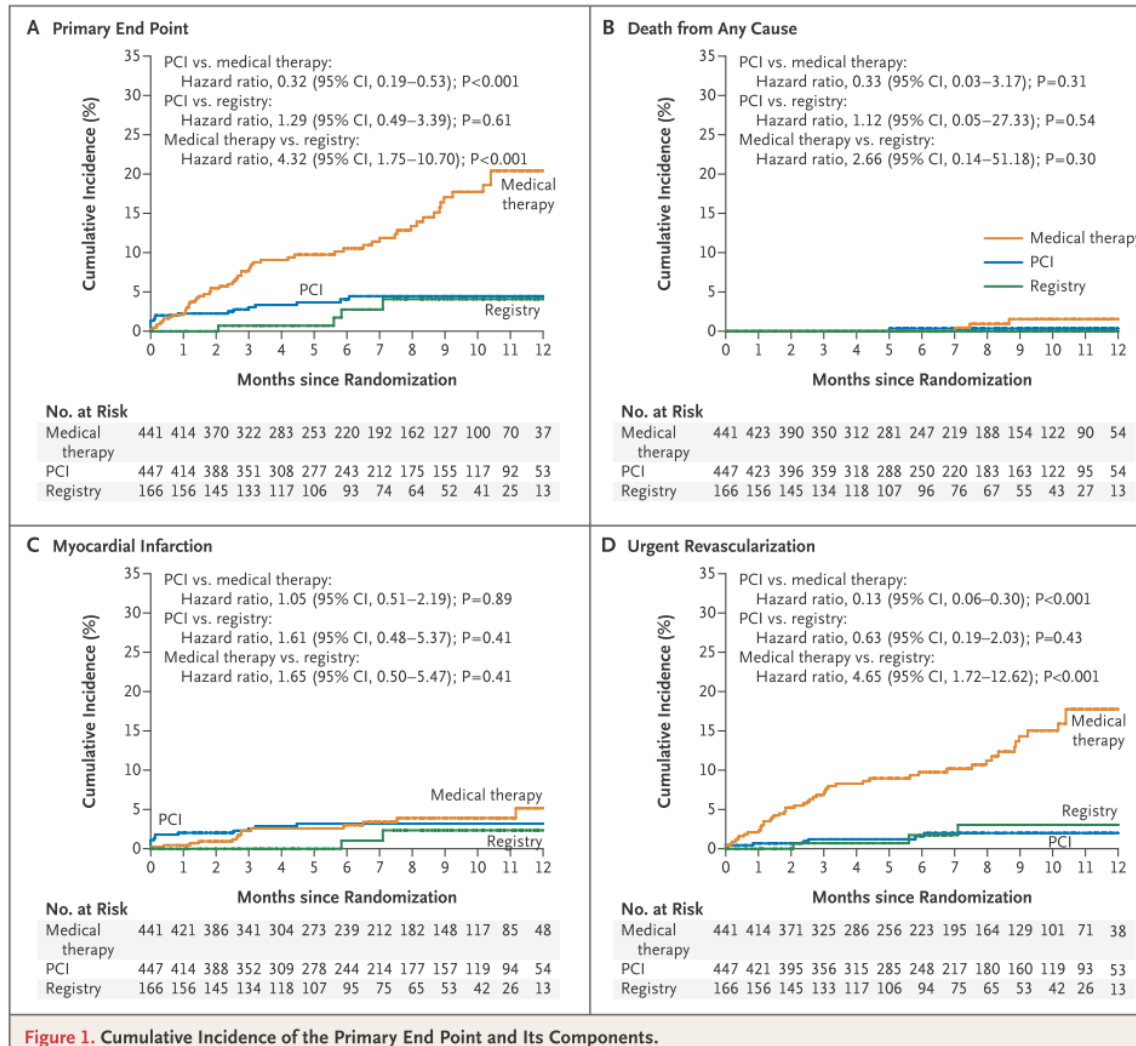 A Primary End Point
35
30
25
20
15
10
5
0
Cumulative Incidence (%)
PCI vs. medical therapy:
Hazard ratio, 0.32 (95% CI, 0.19–0.53); P<0.001
PCI vs. registry:
Hazard ratio, 1.29 (95% CI, 0.49–3.39); P=0.61
Medical therapy vs. registry:
Hazard ratio, 4.32 (95% CI, 1.75–10.70); P<0.001
Medical
therapy
PCI
Registry
0 1 2 3 4 5 6 7 8 9 10 11 12
Months since Randomization
No. at Risk
Medical 441 414 370 322 283 253 220 192 162 127 100 70 37
therapy
PCI 447 414 388 351 308 277 243 212 175 155 117 92 53
Registry 166 156 145 133 117 106 93 74 64 52 41 25 13
B Death from Any Cause
35
30
25
20
15
10
5
0
Cumulative Incidence (%)
PCI vs. medical therapy:
Hazard ratio, 0.33 (95% CI, 0.03–3.17); P=0.31
PCI vs. registry:
Hazard ratio, 1.12 (95% CI, 0.05–27.33); P=0.54
Medical therapy vs. registry:
Hazard ratio, 2.66 (95% CI, 0.14–51.18); P=0.30
Medical therapy
PCI
Registry
0 1 2 3 4 5 6 7 8 9 10 11 12
Months since Randomization
No. at Risk
Medical 441 423 390 350 312 281 247 219 188 154 122 90 54
therapy
PCI 447 423 396 359 318 288 250 220 183 163 122 95 54
Registry 166 156 145 134 118 107 96 76 67 55 43 27 13
C Myocardial Infarction
35
30
25
20
15
10
5
0
Cumulative Incidence (%)
PCI vs. medical therapy:
Hazard ratio, 1.05 (95% CI, 0.51–2.19); P=0.89
PCI vs. registry:
Hazard ratio, 1.61 (95% CI, 0.48–5.37); P=0.41
Medical therapy vs. registry:
Hazard ratio, 1.65 (95% CI, 0.50–5.47); P=0.41
Medical therapy
PCI
Registry
0 1 2 3 4 5 6 7 8 9 10 11 12
Months since Randomization
No. at Risk
Medical 441 421 386 341 304 273 239 212 182 148 117 85 48
therapy
PCI 447 414 388 352 309 278 244 214 177 157 119 94 54
Registry 166 156 145 134 118 107 95 75 65 53 42 26 13
D Urgent Revascularization
35
30
25
20
15
10
5
0
Cumulative Incidence (%)
PCI vs. medical therapy:
Hazard ratio, 0.13 (95% CI, 0.06–0.30); P<0.001
PCI vs. registry:
Hazard ratio, 0.63 (95% CI, 0.19–2.03); P=0.43
Medical therapy vs. registry:
Hazard ratio, 4.65 (95% CI, 1.72–12.62); P<0.001
Medical
therapy
Registry
PCI
0 1 2 3 4 5 6 7 8 9 10 11 12
Months since Randomization
No. at Risk
Medical 441 414 371 325 286 256 223 195 164 129 101 71 38
therapy
PCI 447 421 395 356 315 285 248 217 180 160 119 93 53
Registry 166 156 145 133 117 106 94 75 65 53 42 26 13
Figure 1. Cumulative Incidence of the Primary End Point and Its Components.